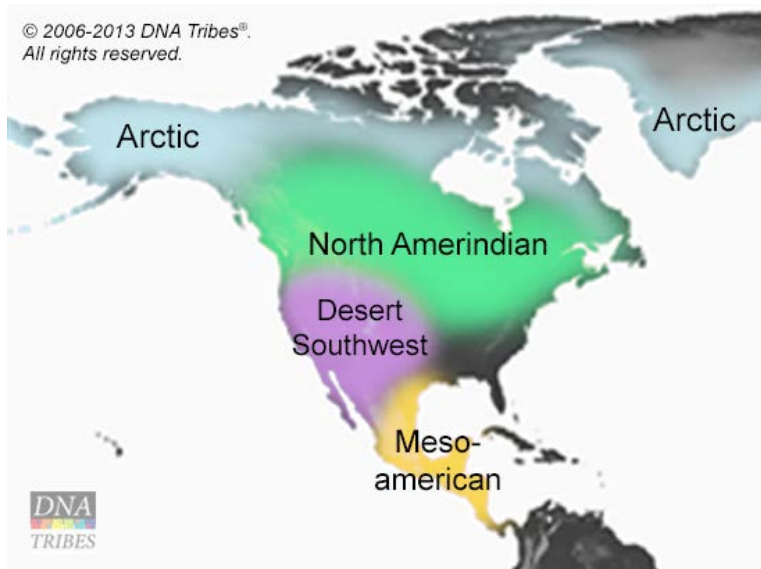 © 2006-2013 DNA Tribes®.
All rights reserved.
Arctic
Arctic
North Amerindian
Desert
Southwest
Meso-
american
DNA
TRIBES